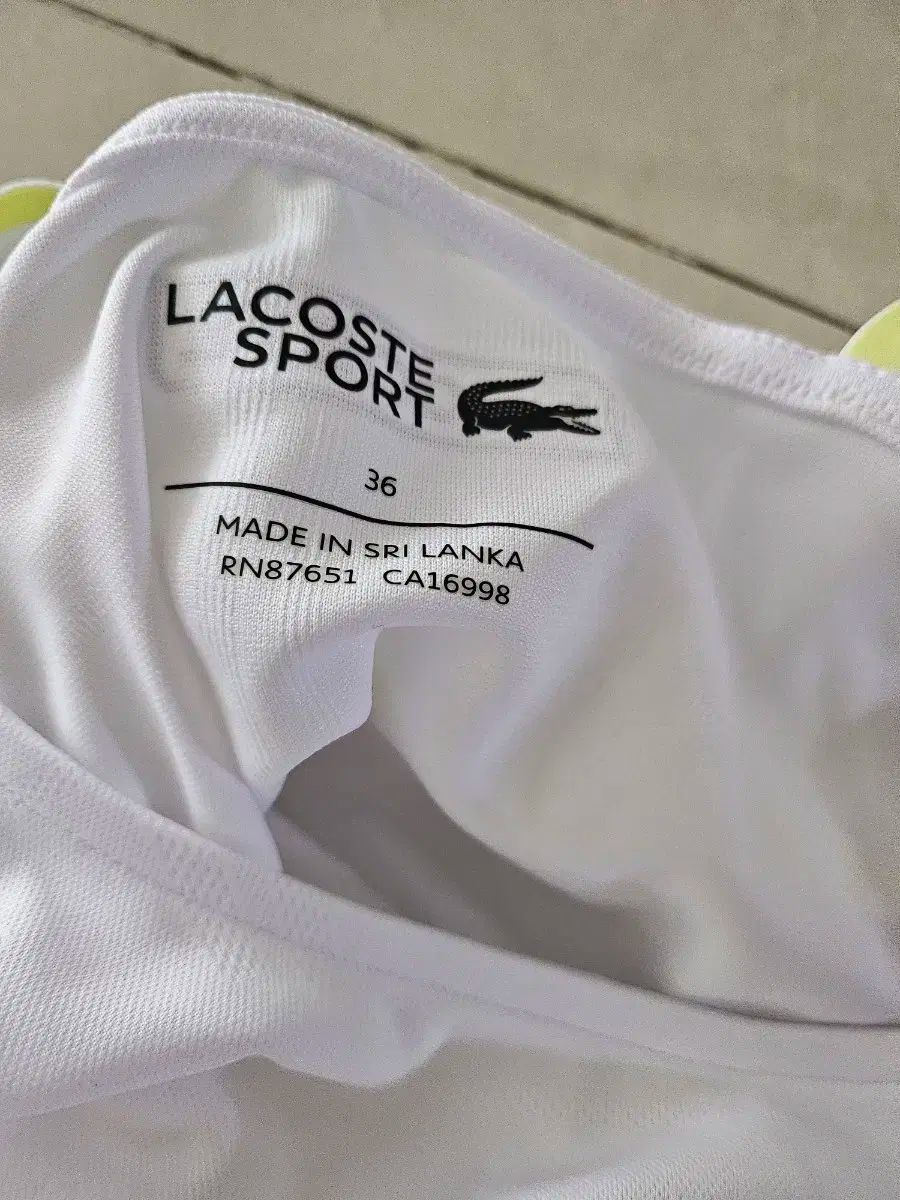 LACOSTE
SPORT
36
MADE IN SRI LANKA
RN87651 CA16998